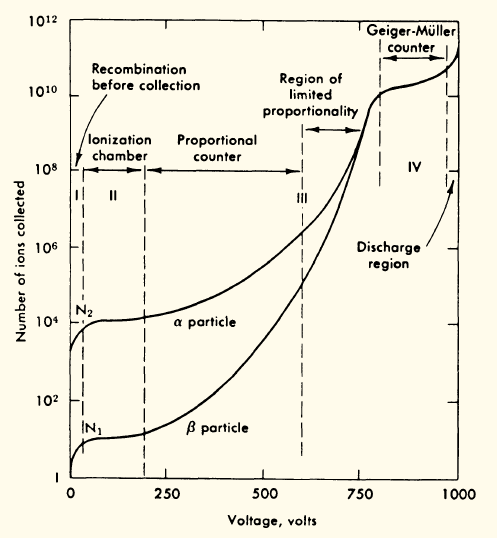 10¹²
10¹⁰
10⁸
10⁶
10⁴
10²
1
Number of ions collected
Recombination
before collection
Ionization
chamber
Proportional
counter
Region of
limited
proportionality
Geiger-Müller
counter
I
II
III
IV
Discharge
region
N₂
α particle
N₁
β particle
0
250
500
750
1000
Voltage, volts